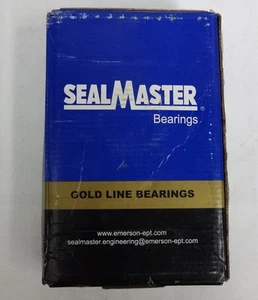 SEALMASTER®
Bearings
GOLD LINE BEARINGS
www.emerson-ept.com
sealmaster.engineering@emerson-ept.com